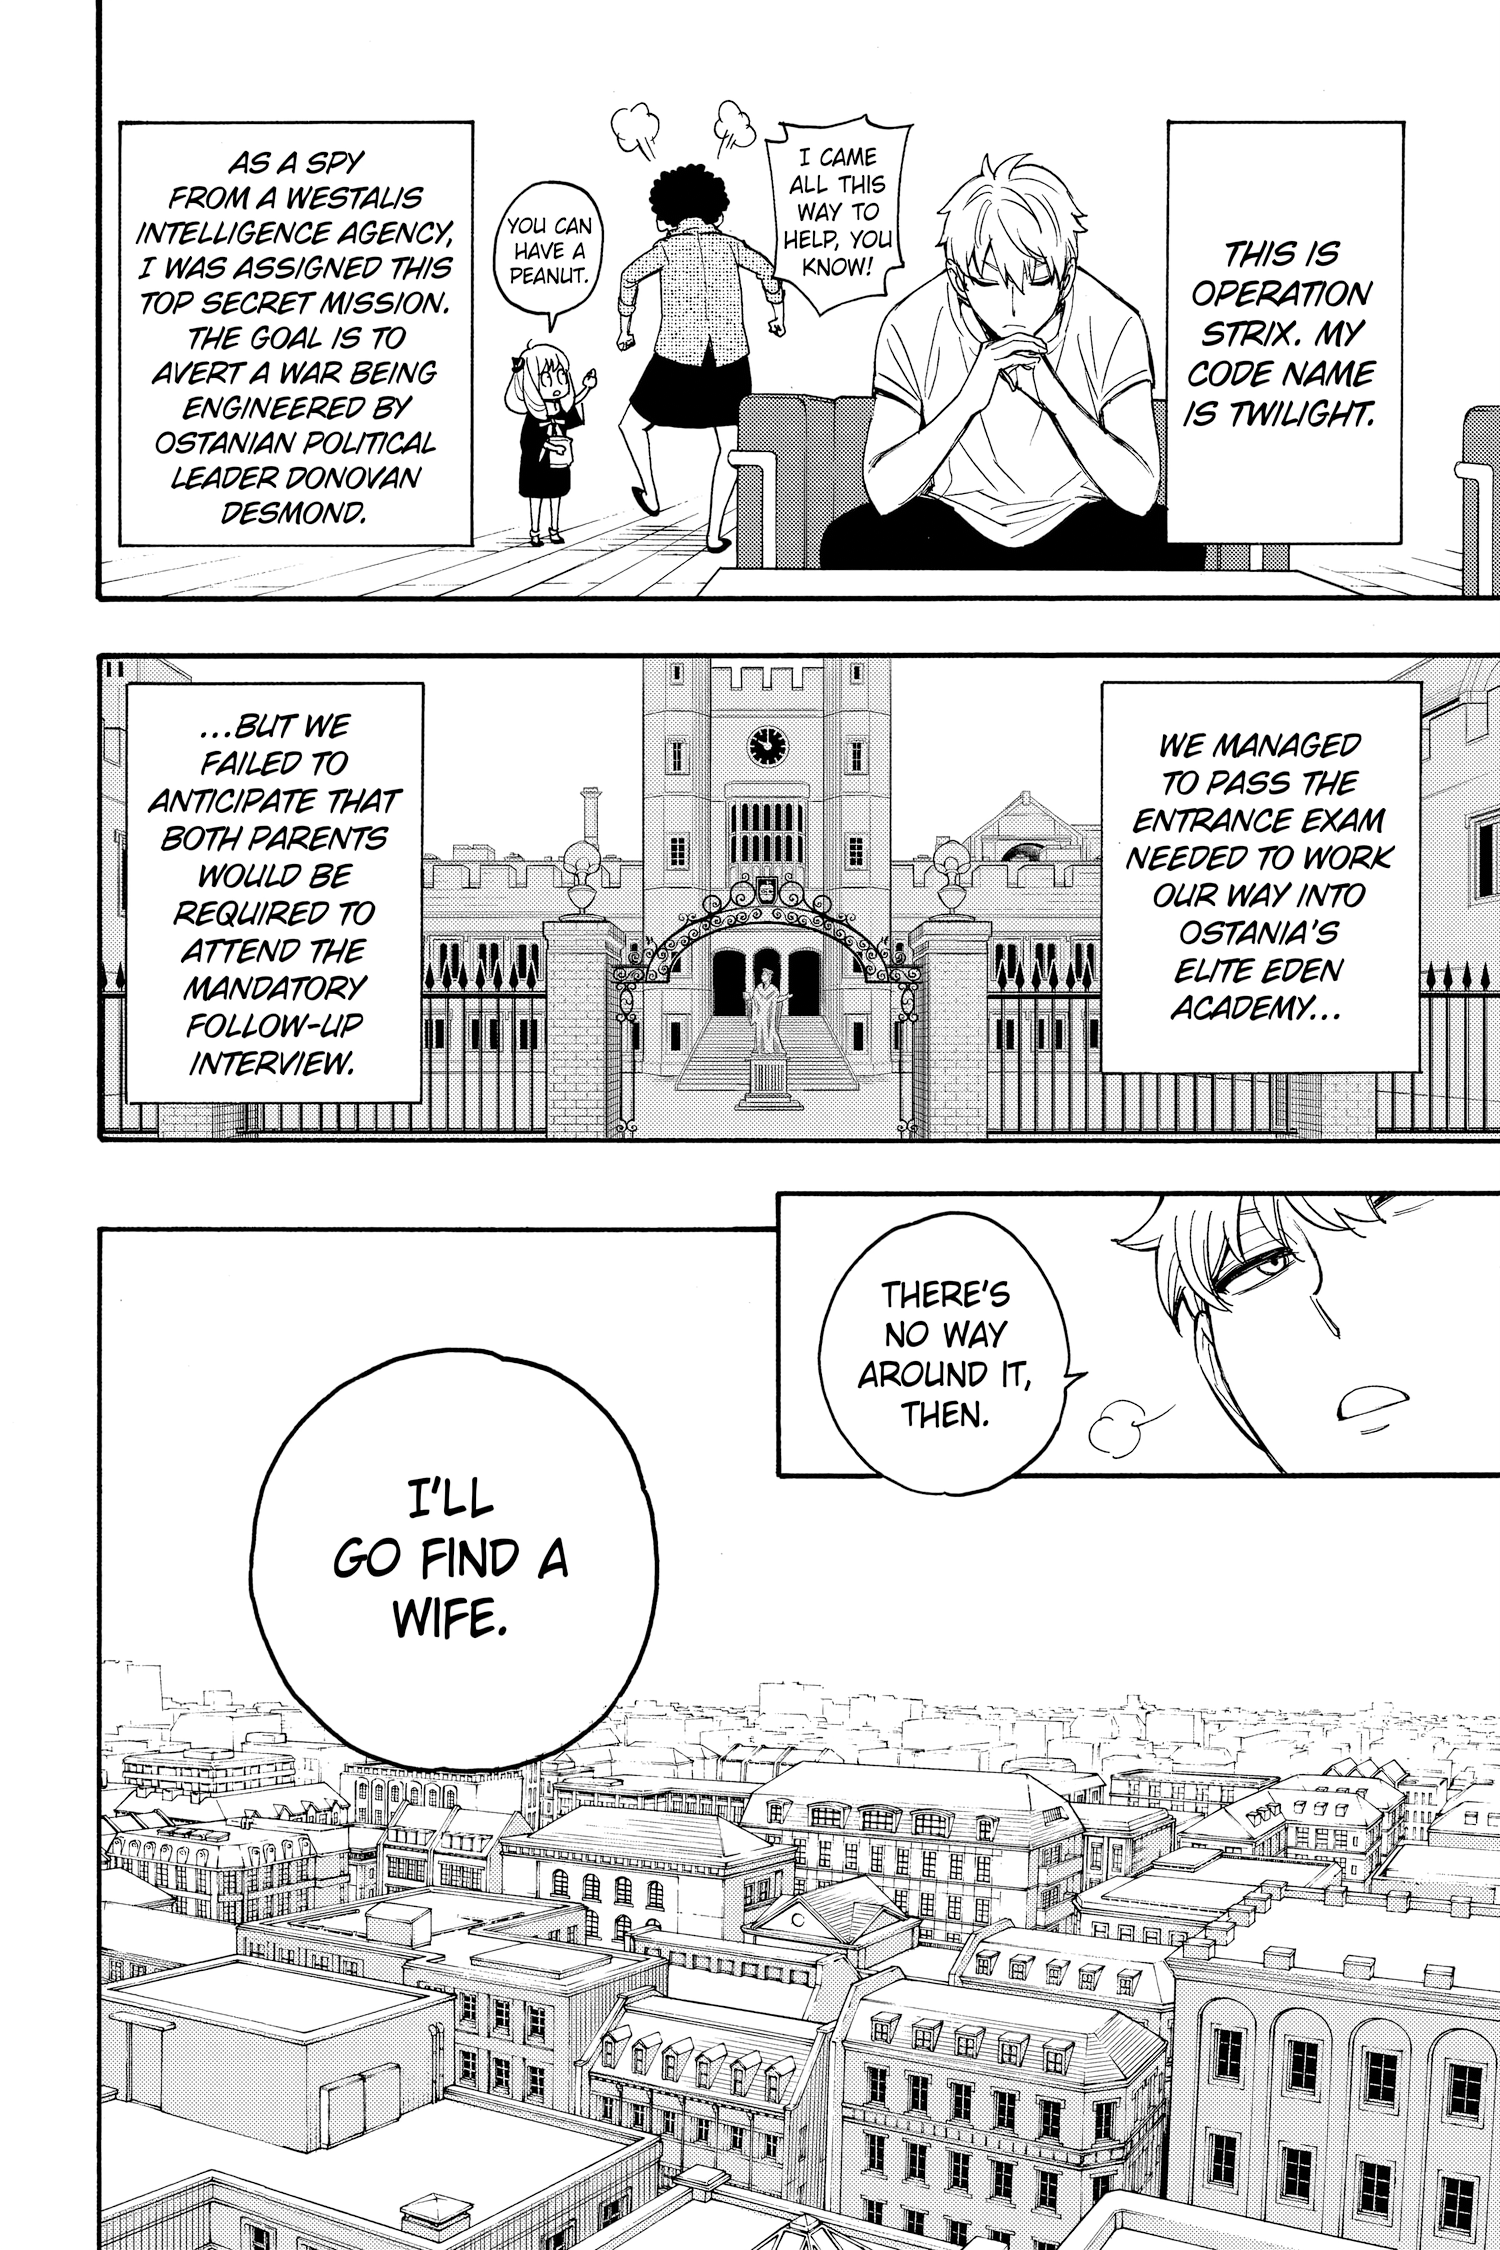 THIS IS
OPERATION
STRIX. MY
CODE NAME
IS TWILIGHT.
I CAME
ALL THIS
WAY TO
HELP, YOU
KNOW!
YOU CAN
HAVE A
PEANUT.
AS A SPY
FROM A WESTALIS
INTELLIGENCE AGENCY,
I WAS ASSIGNED THIS
TOP SECRET MISSION.
THE GOAL IS TO
AVERT A WAR BEING
ENGINEERED BY
OSTANIAN POLITICAL
LEADER DONOVAN
DESMOND.
WE MANAGED
TO PASS THE
ENTRANCE EXAM
NEEDED TO WORK
OUR WAY INTO
OSTANIA'S
ELITE EDEN
ACADEMY...
...BUT WE
FAILED TO
ANTICIPATE THAT
BOTH PARENTS
WOULD BE
REQUIRED TO
ATTEND THE
MANDATORY
FOLLOW-UP
INTERVIEW.
THERE'S
NO WAY
AROUND IT,
THEN.
I'LL
GO FIND A
WIFE.